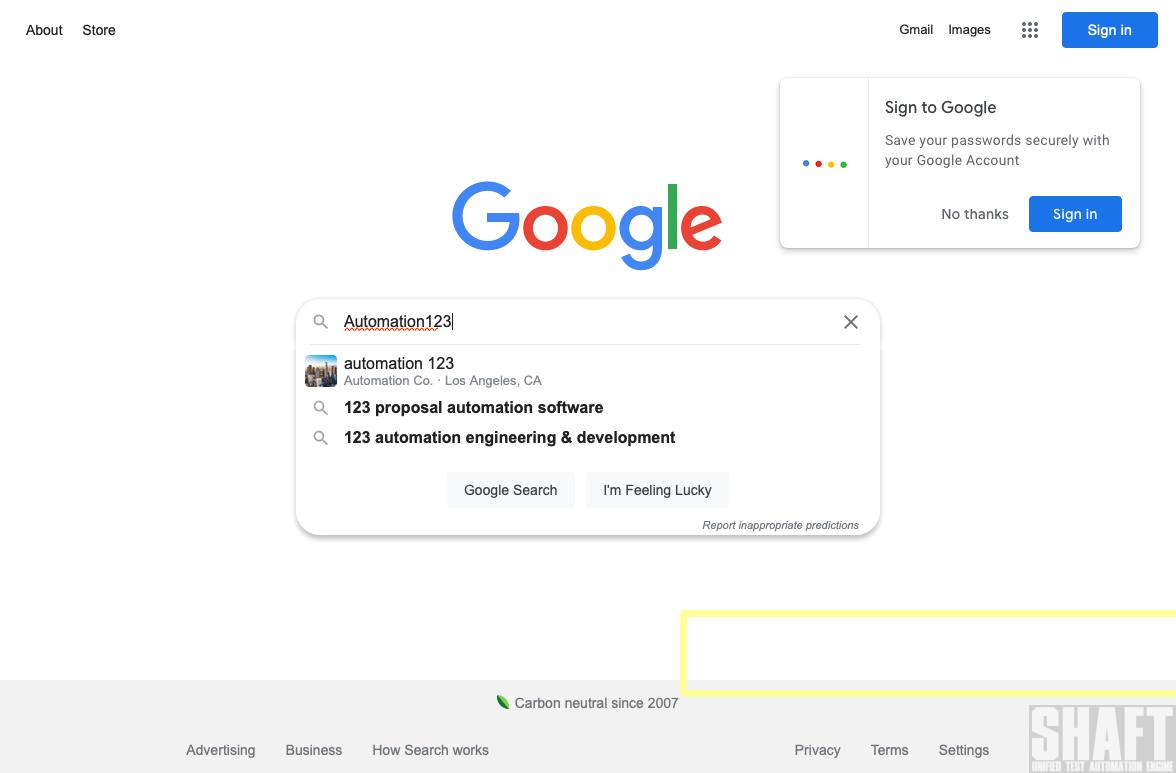 About Store
Gmail Images
Sign in
Sign to Google
Save your passwords securely with
your Google Account
No thanks Sign in
Google
Automation123
automation 123
Automation Co. · Los Angeles, CA
123 proposal automation software
123 automation engineering & development
Google Search I'm Feeling Lucky
Report inappropriate predictions
Carbon neutral since 2007
Advertising Business How Search works
Privacy Terms Settings
SHAFT
UNIFIED TEST AUTOMATION ENGINE